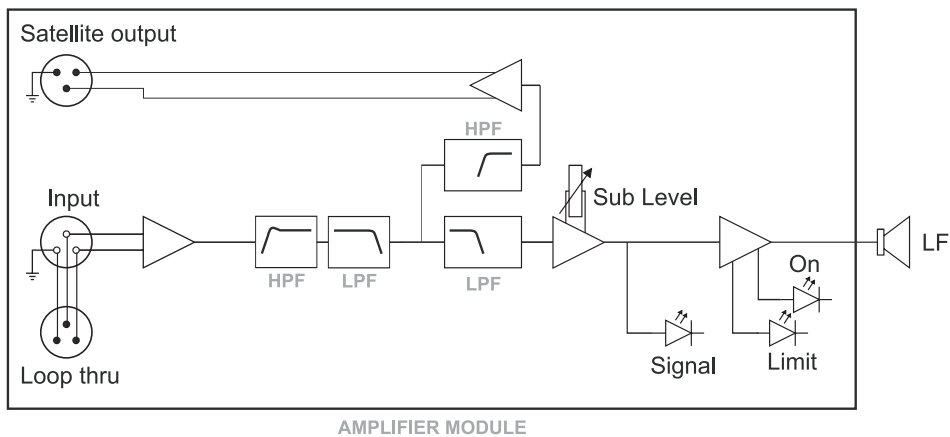 Satellite output
HPF
Input
Sub Level
LF
HPF
LPF
LPF
On
Loop thru
Signal
Limit
AMPLIFIER MODULE